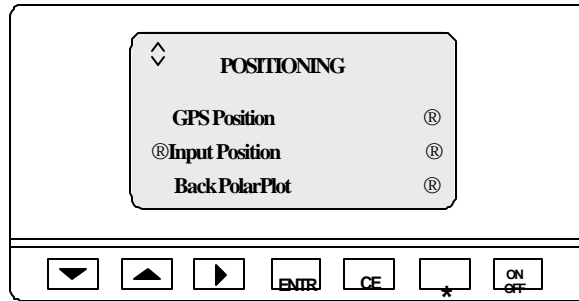 POSITIONING
GPS Position ®
®Input Position ®
Back PolarPlot ®
ENTR CE * ON
OFF